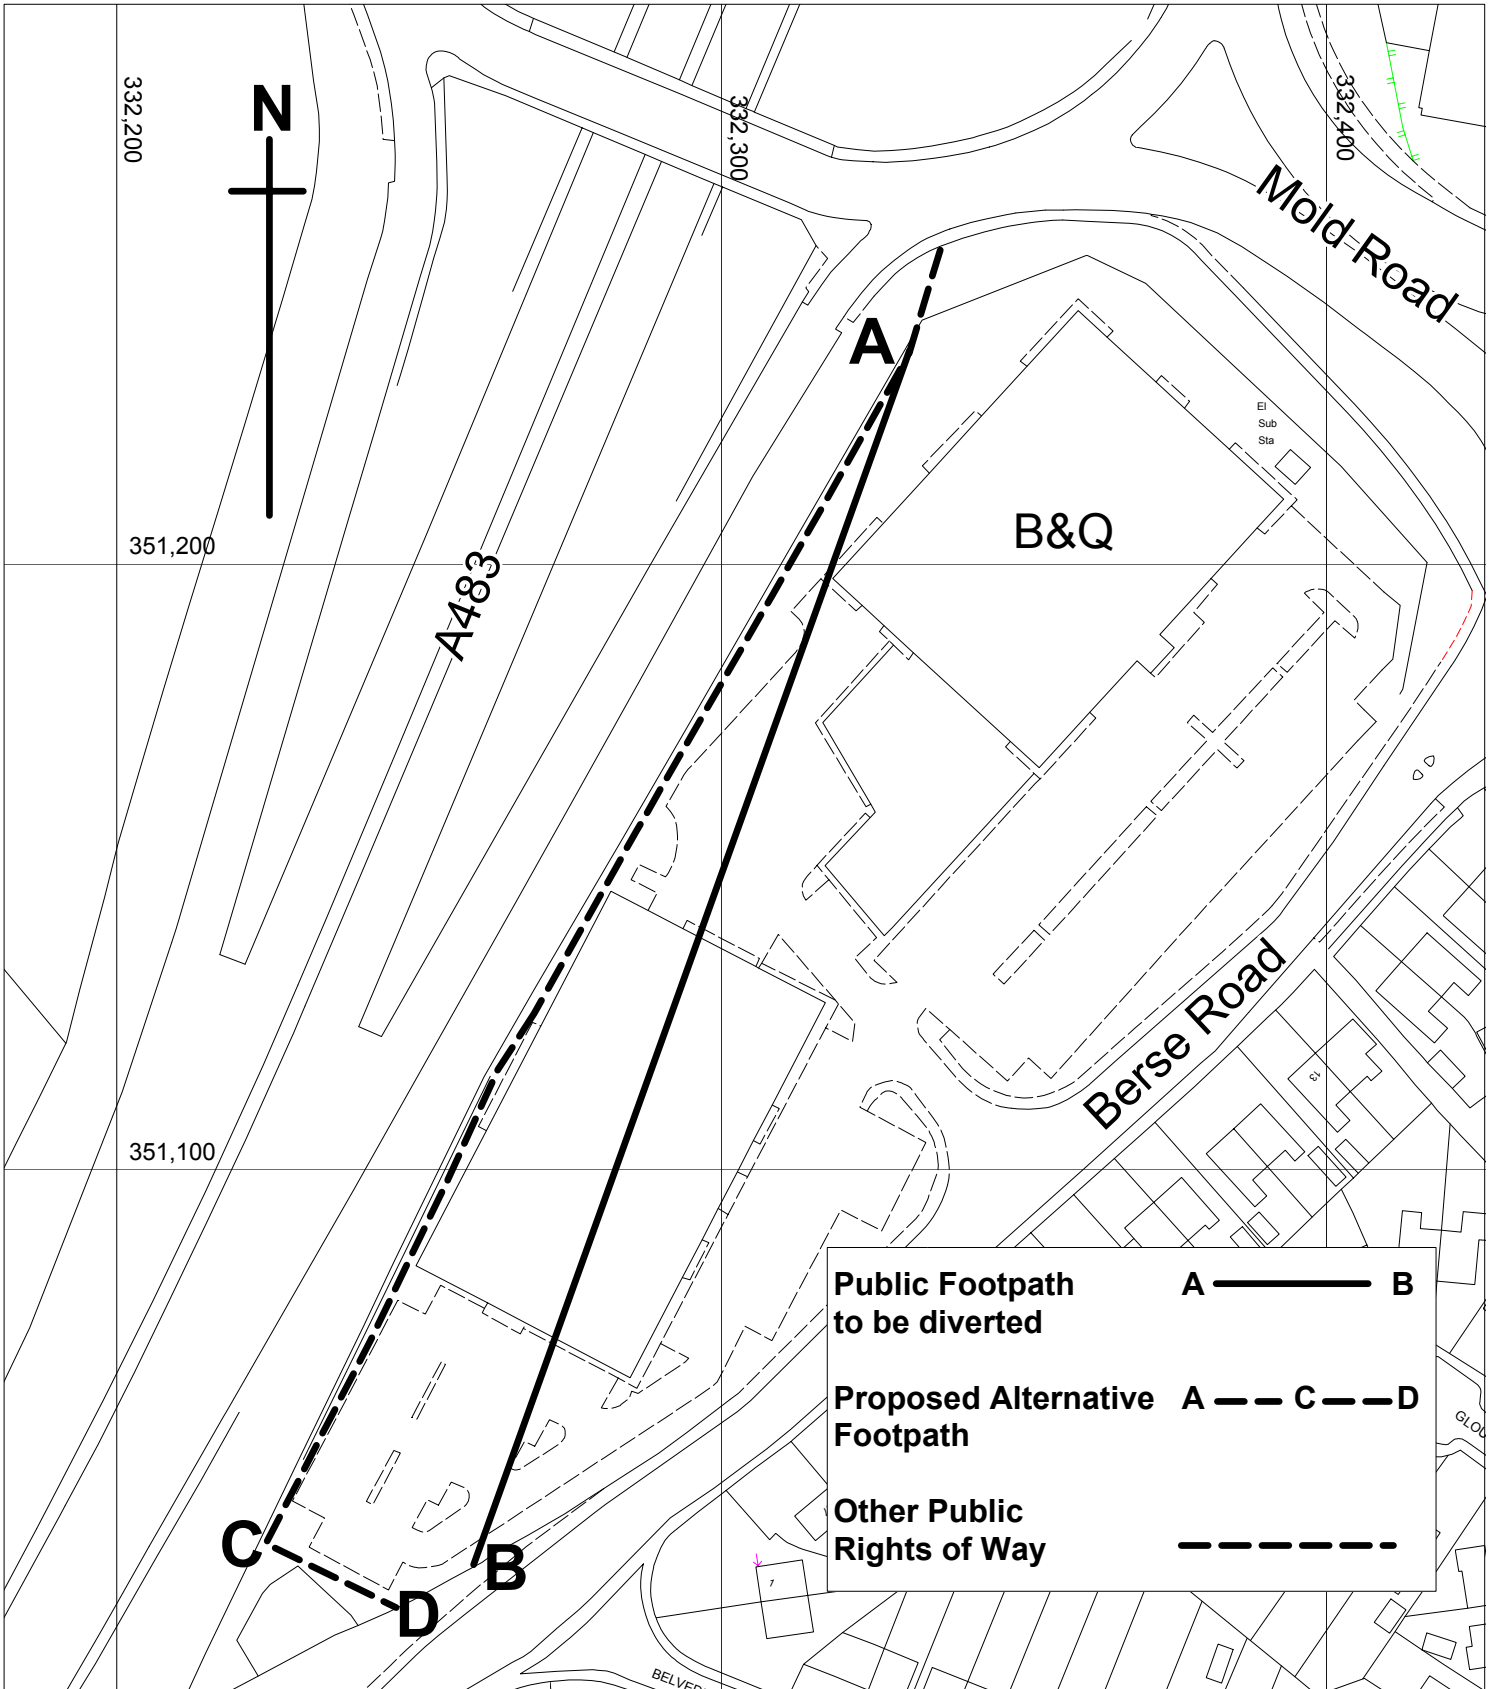 332,200
332,300
332,400
N
Mold Road
A
El
Sub
Sta
B&Q
351,200
A483
Berse Road
13
351,100
Public Footpath A B
to be diverted
Proposed Alternative A C D
Footpath
Other Public
Rights of Way
C
B
D
1